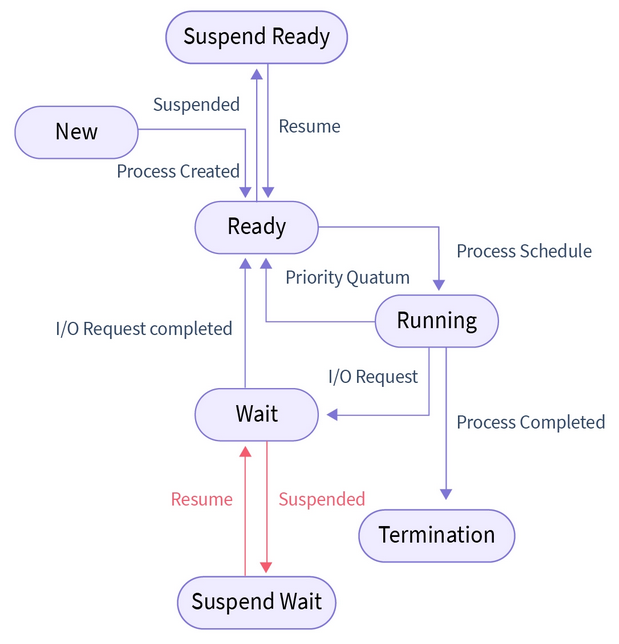 Suspend Ready
Suspended
New
Resume
Process Created
Ready
Process Schedule
Priority Quatum
Running
I/O Request completed
I/O Request
Wait
Process Completed
Resume
Suspended
Termination
Suspend Wait